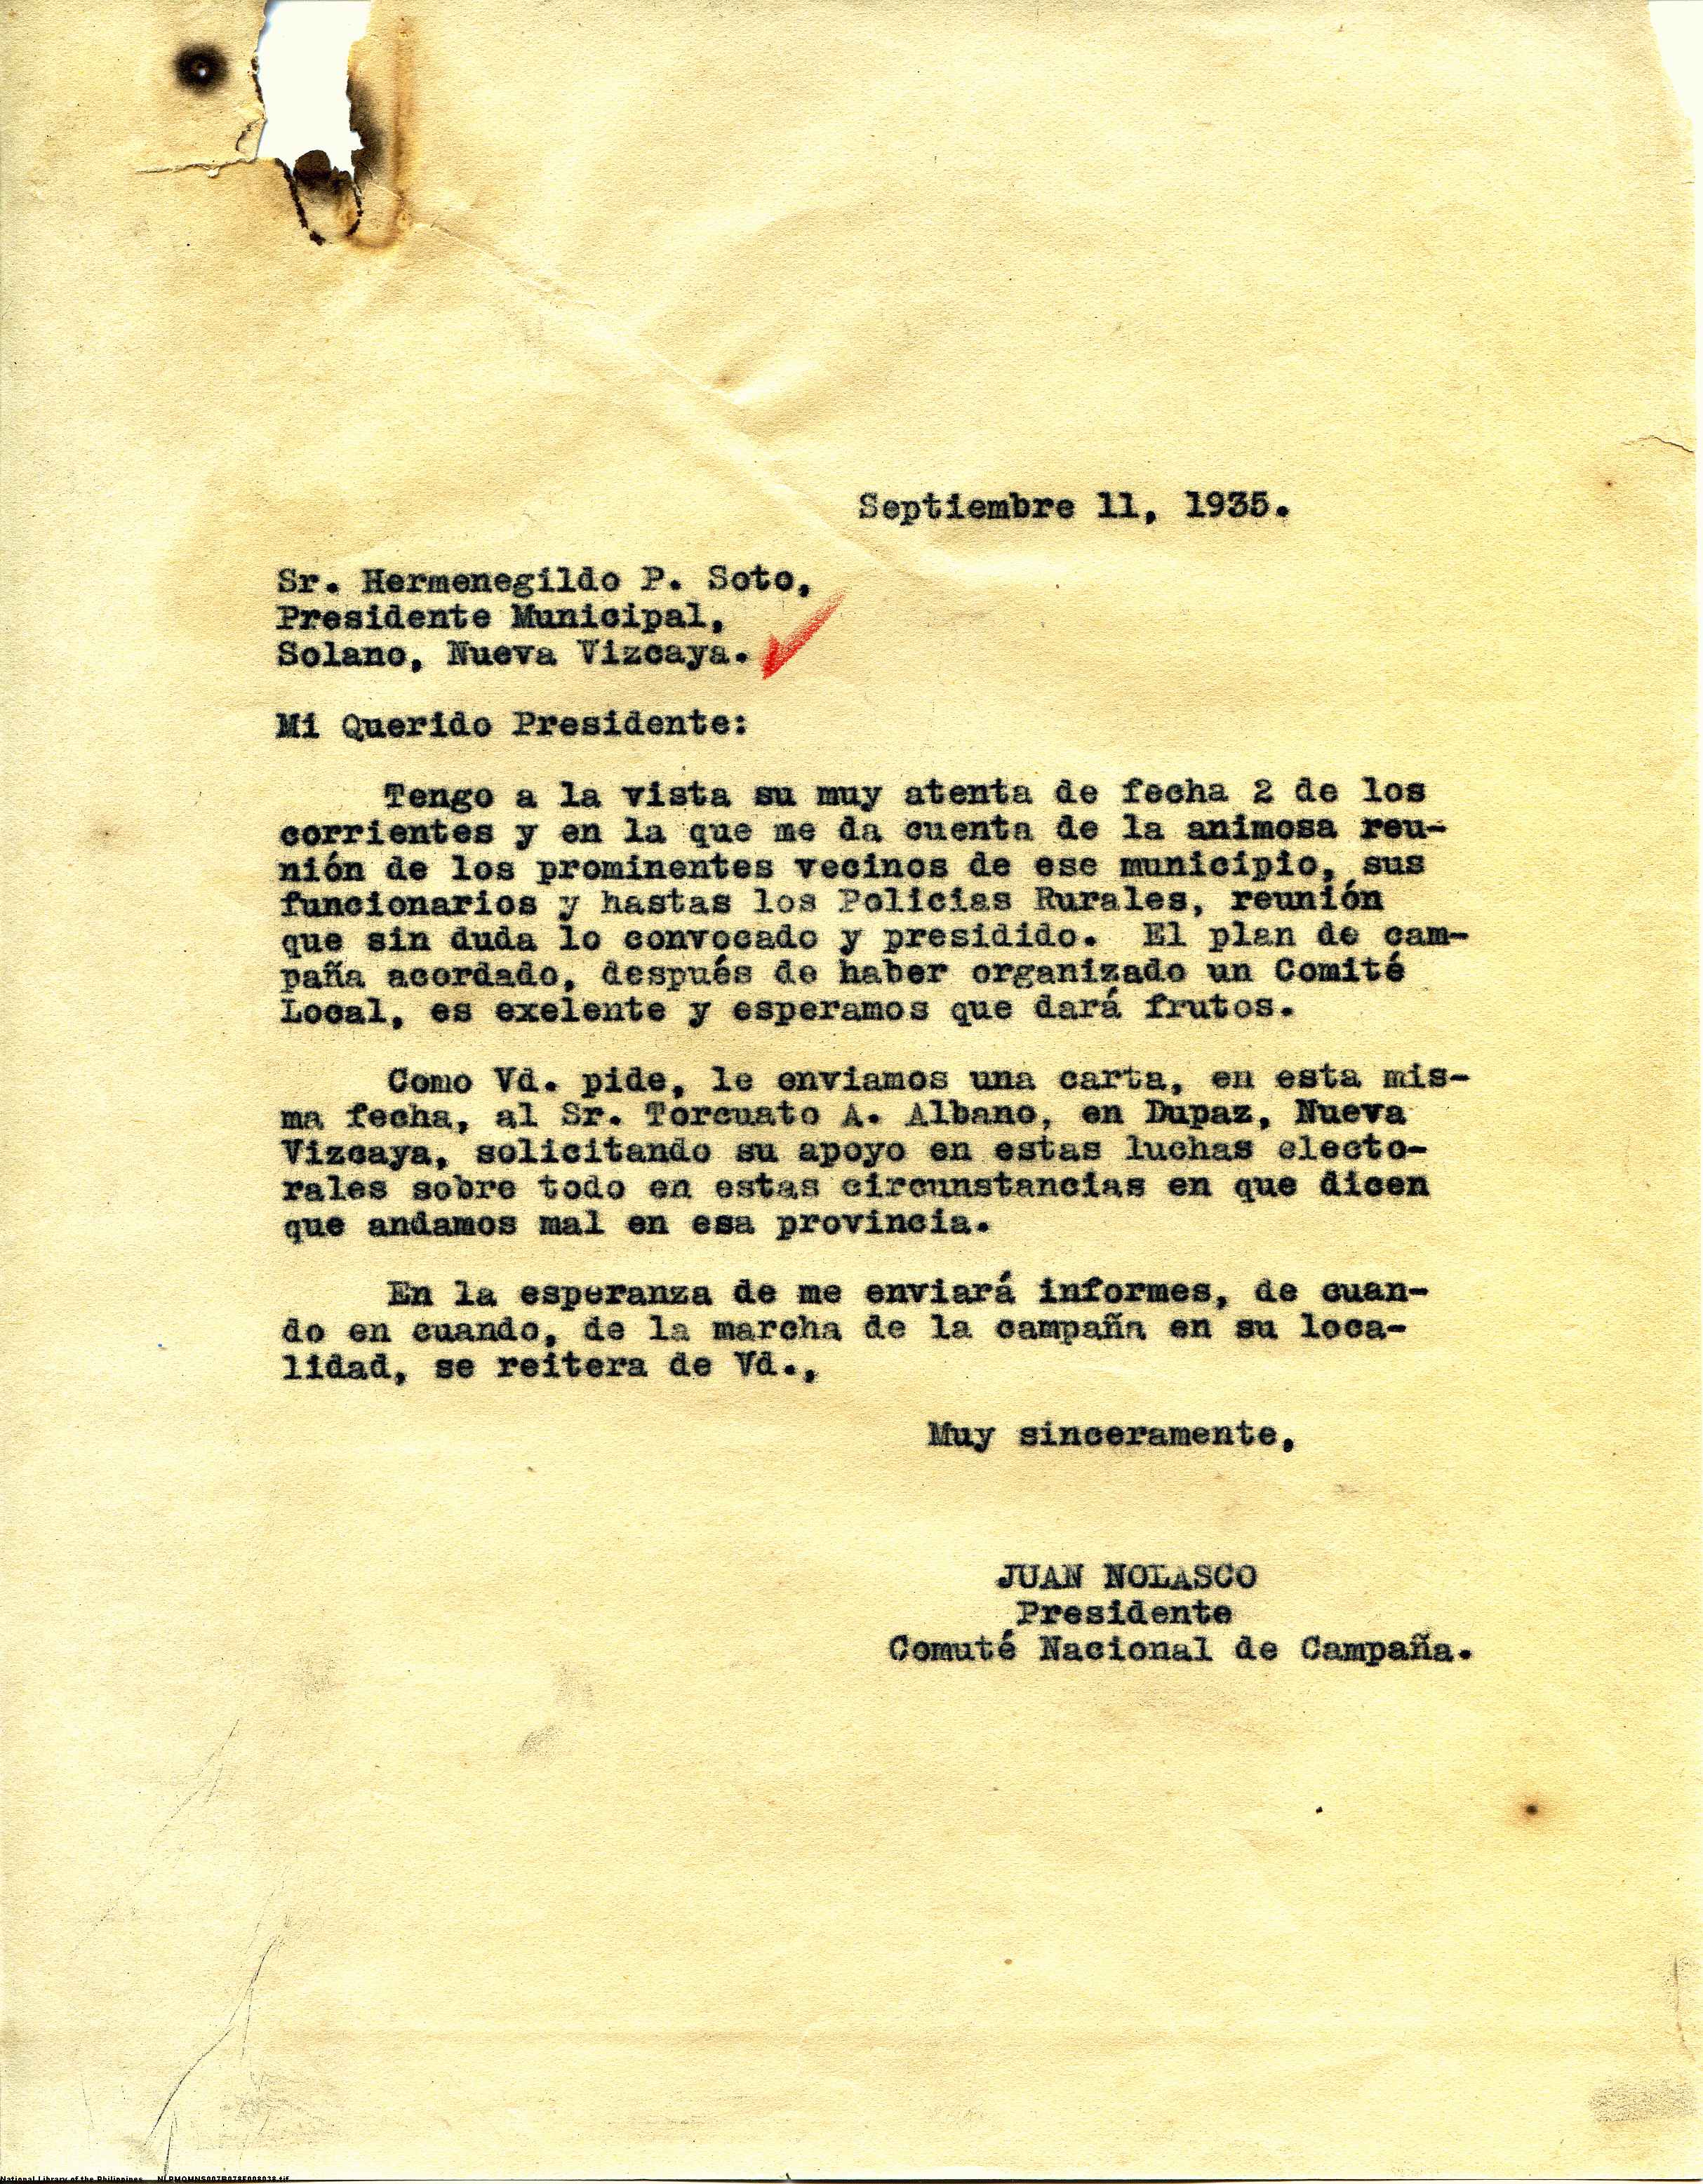 Septiembre 11, 1935.
Sr. Hermenegildo P. Soto,
Presidente Municipal,
Solano, Nueva Vizcaya.
Mi Querido Presidente:
Tengo a la vista su muy atenta de fecha 2 de los
corrientes y en la que me da cuenta de la animosa reu-
nión de los prominentes vecinos de ese municipio, sus
funcionarios y hastas los Policias Rurales, reunión
que sin duda lo convocado y presidido. El plan de cam-
paña acordado, después de haber organizado un Comité
Local, es exelente y esperamos que dará frutos.
Como Vd. pide, le enviamos una carta, en esta mis-
ma fecha, al Sr. Torcuato A. Albano, en Dupaz, Nueva
Vizcaya, solicitando su apoyo en estas luchas electo-
rales sobre todo en estas circunstancias en que dicen
que andamos mal en esa provincia.
En la esperanza de me enviará informes, de cuan-
do en cuando, de la marcha de la campaña en su loca-
lidad, se reitera de Vd.,
Muy sinceramente,
JUAN NOLASCO
Presidente
Comuté Nacional de Campaña.
National Library of the Philippines